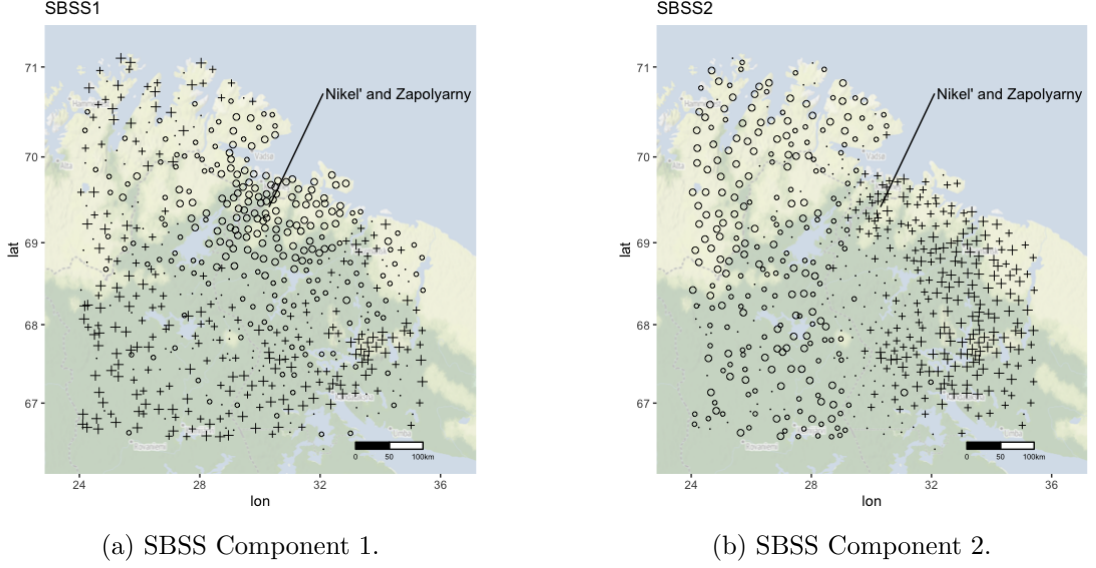 SBSS1
71
70
69
68
67
lat
24
28
32
36
lon
Nikel' and Zapolyarny
0 50 100km
(a) SBSS Component 1.
SBSS2
71
70
69
68
67
lat
24
28
32
36
lon
Nikel' and Zapolyarny
0 50 100km
(b) SBSS Component 2.